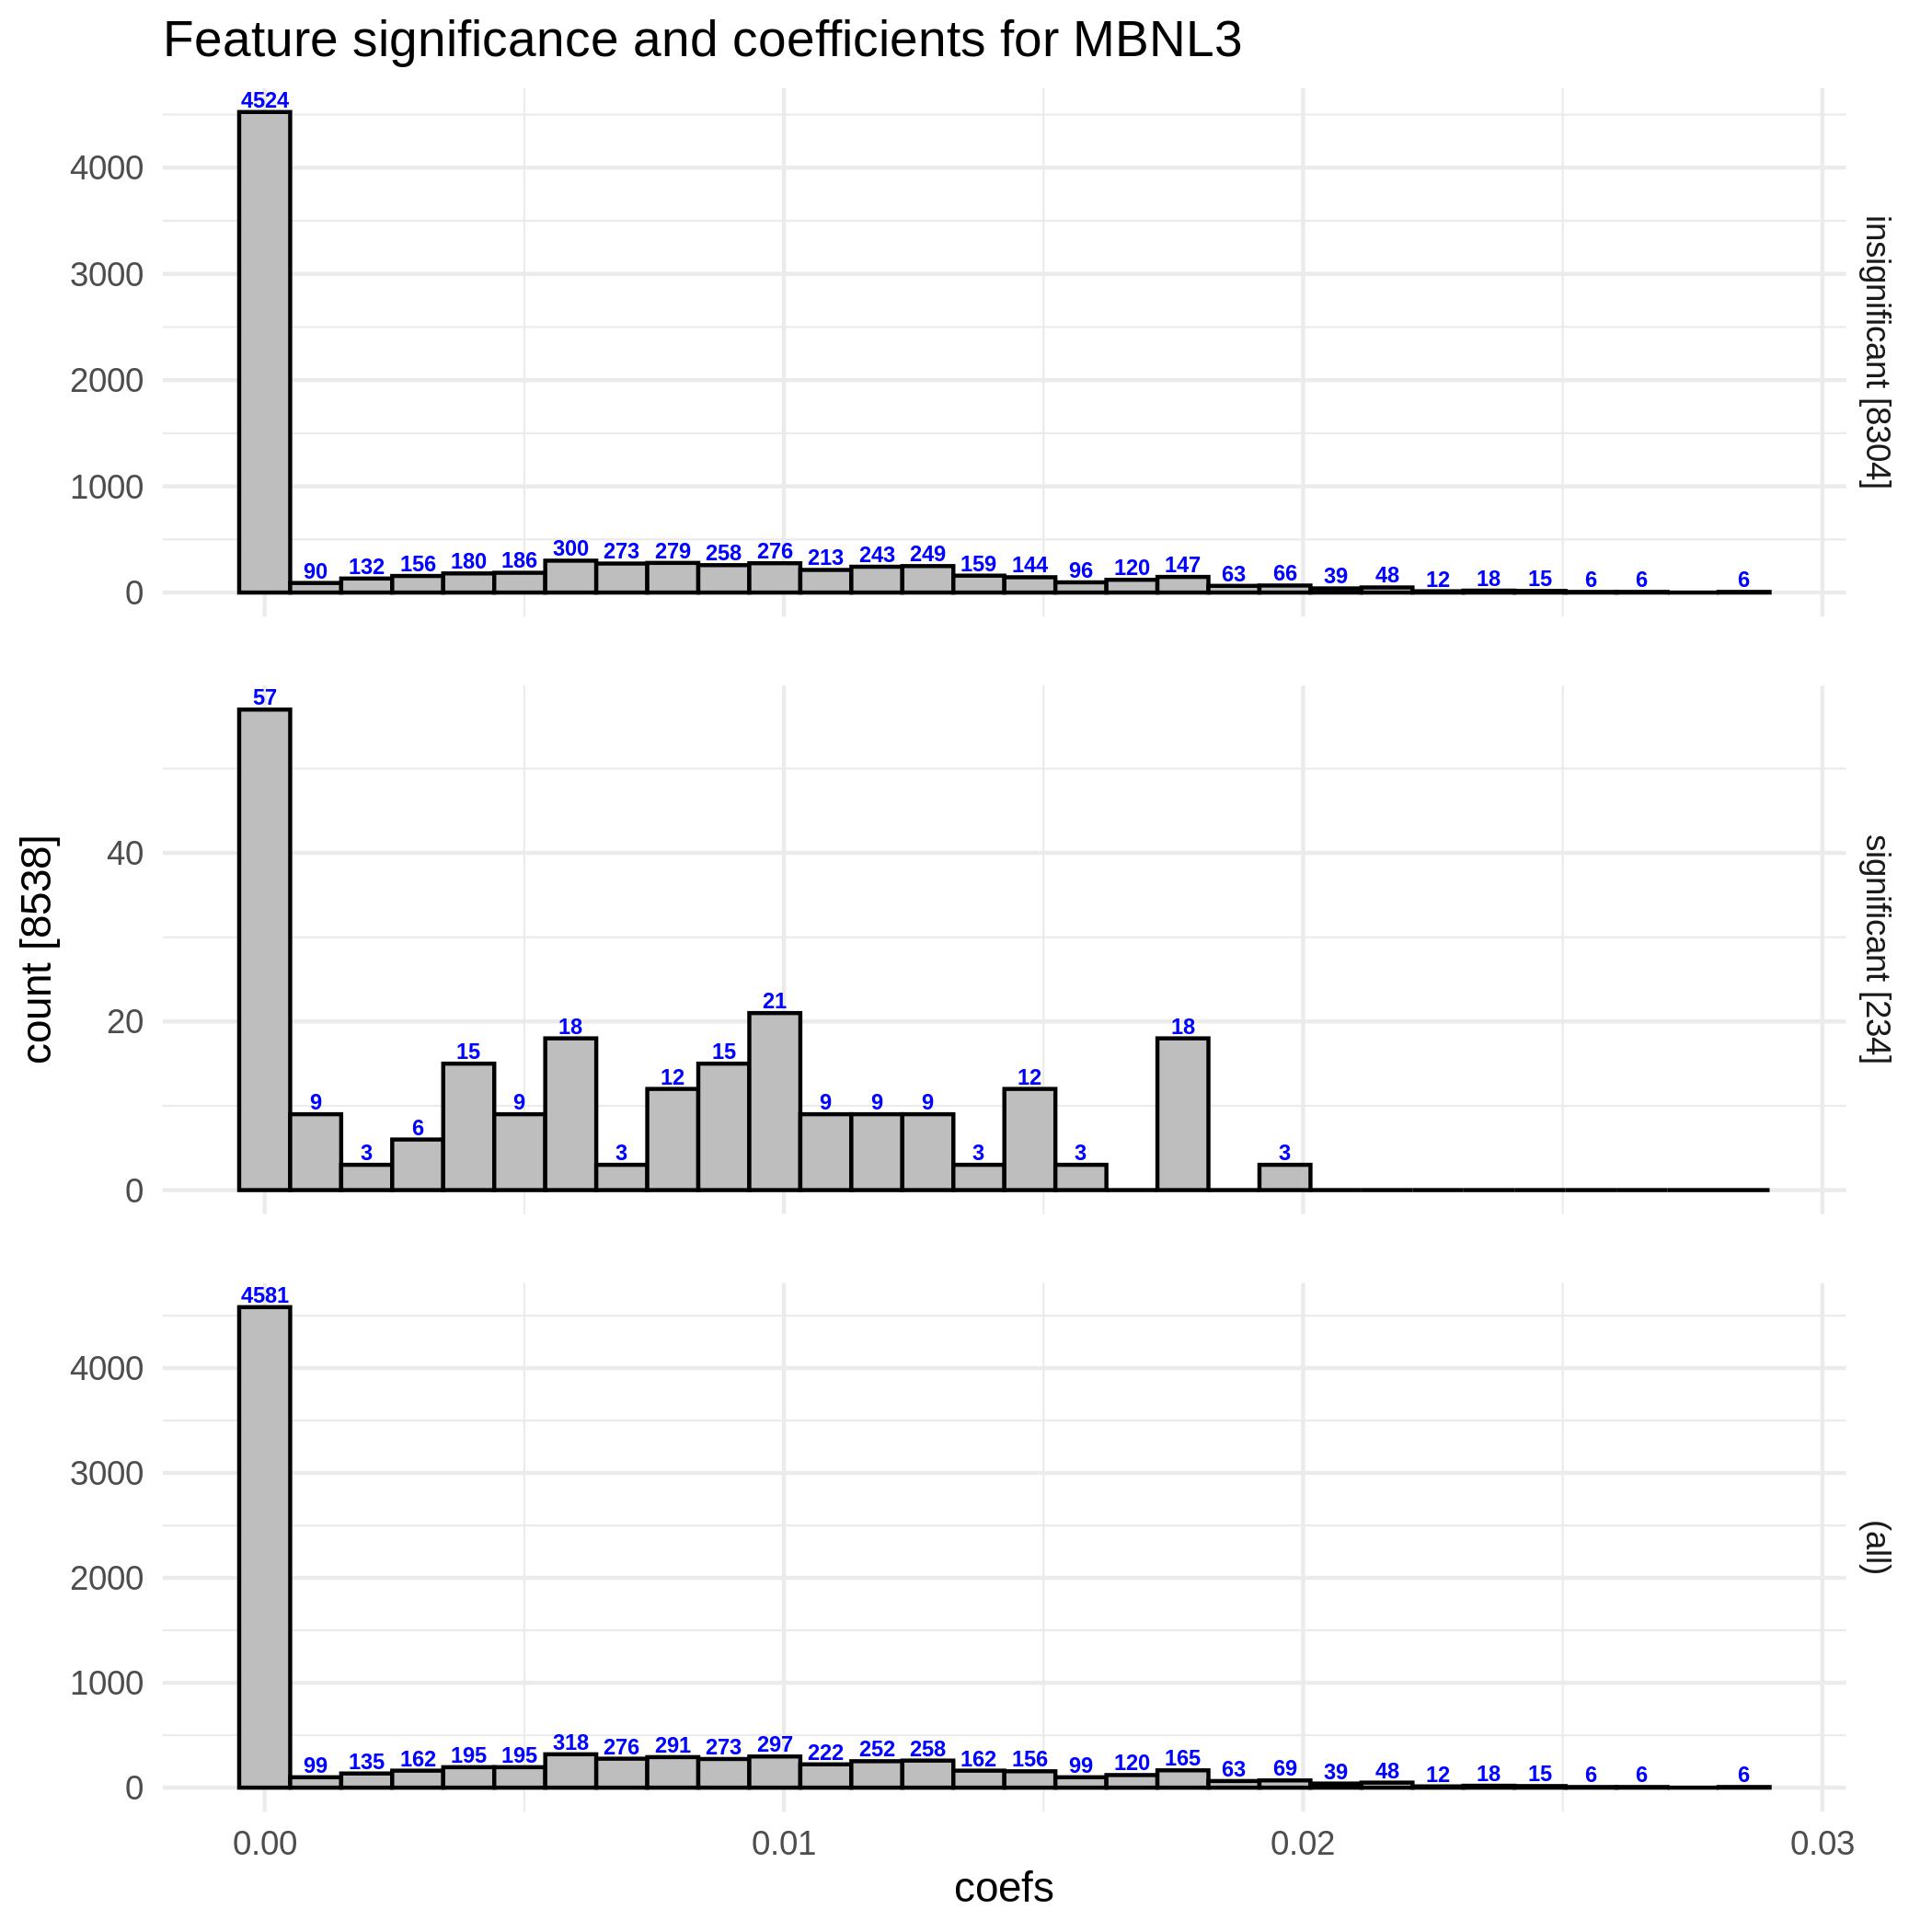 Feature significance and coefficients for MBNL3
4524
4000
3000
2000
1000
0
90 132 156 180 186 300 273 279 258 276 213 243 249 159 144 96 120 147 63 66 39 48 12 18 15 6 6 6
insignificant [8304]
count [8538]
57
40
20
0
9 3 6 15 9 18 3 12 15 21 9 9 9 3 12 3 18 3
significant [234]
4581
4000
3000
2000
1000
0
99 135 162 195 195 318 276 291 273 297 222 252 258 162 156 99 120 165 63 69 39 48 12 18 15 6 6 6
(all)
0.00 0.01 0.02 0.03
coefs